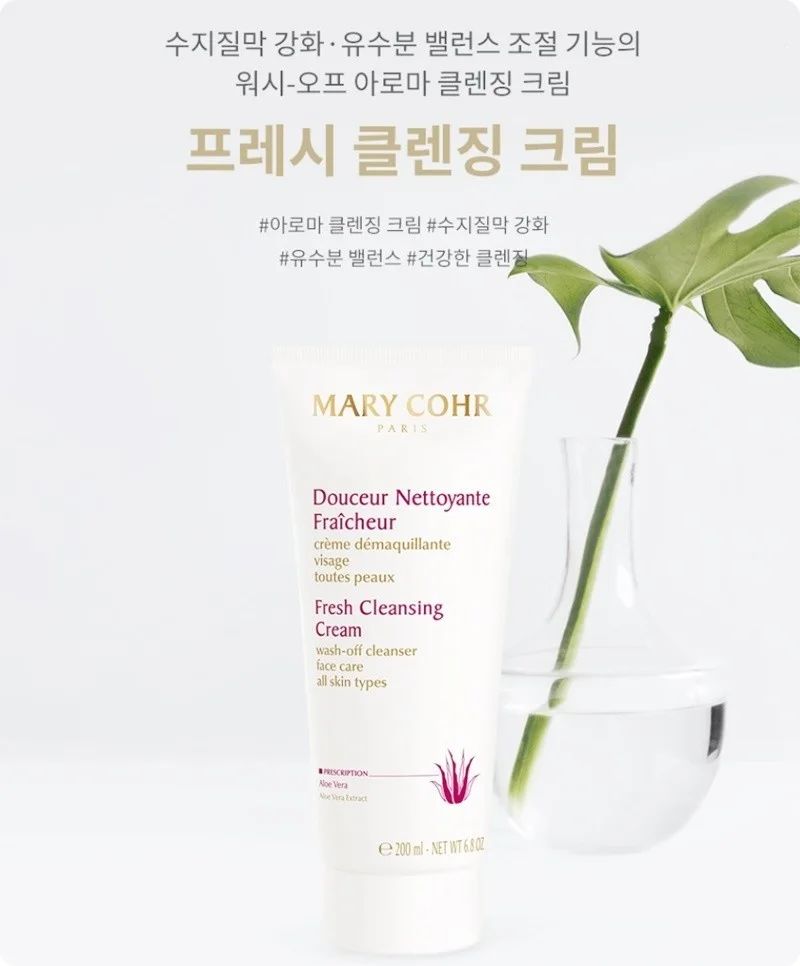 수지질막 강화·유수분 밸런스 조절 기능의
워시-오프 아로마 클렌징 크림
프레시 클렌징 크림
#아로마 클렌징 크림 #수지질막 강화
#유수분 밸런스 #건강한 클렌징
MARY COHR
PARIS
Douceur Nettoyante
Fraîcheur
crème démaquillante
visage
toutes peaux
Fresh Cleansing
Cream
wash-off cleanser
face care
all skin types
PRESCRIPTION
Aloe Vera
Aloe Vera Extract
℮ 200 ml - NET WT 6.8 OZ